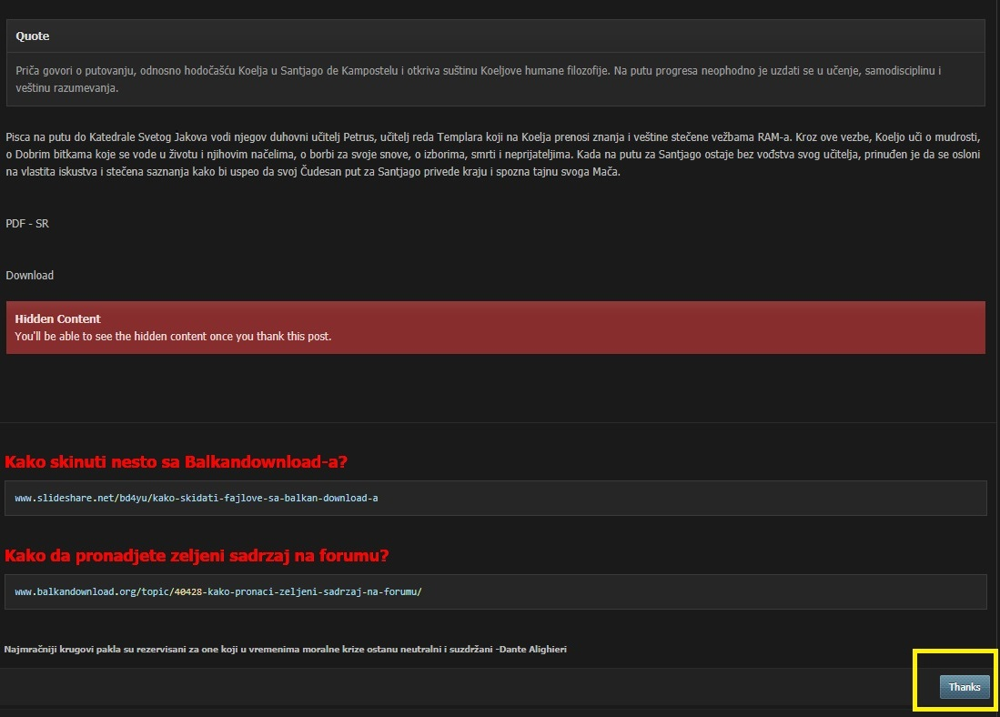 Quote
Priča govori o putovanju, odnosno hodočašću Koelja u Santjago de Kampostelu i otkriva suštinu Koeljove humane filozofije. Na putu progresa neophodno je uzdati se u učenje, samodisciplinu i
veštinu razumevanja.
Pisca na putu do Katedrale Svetog Jakova vodi njegov duhovni učitelj Petrus, učitelj reda Templara koji na Koelja prenosi znanja i veštine stečene vežbama RAM-a. Kroz ove vezbe, Koeljo uči o mudrosti,
o Dobrim bitkama koje se vode u životu i njihovim načelima, o borbi za svoje snove, o izborima, smrti i neprijateljima. Kada na putu za Santjago ostaje bez vođstva svog učitelja, prinuđen je da se osloni
na vlastita iskustva i stečena saznanja kako bi uspeo da svoj Čudesan put za Santjago privede kraju i spozna tajnu svoga Mača.
PDF - SR
Download
Hidden Content
You'll be able to see the hidden content once you thank this post.
Kako skinuti nesto sa Balkandownload-a?
www.slideshare.net/bd4yu/kako-skidati-fajlove-sa-balkan-download-a
Kako da pronadjete zeljeni sadrzaj na forumu?
www.balkandownload.org/topic/40428-kako-pronaci-zeljeni-sadrzaj-na-forumu/
Najmračniji krugovi pakla su rezervisani za one koji u vremenima moralne krize ostanu neutralni i suzdržani -Dante Alighieri
Thanks